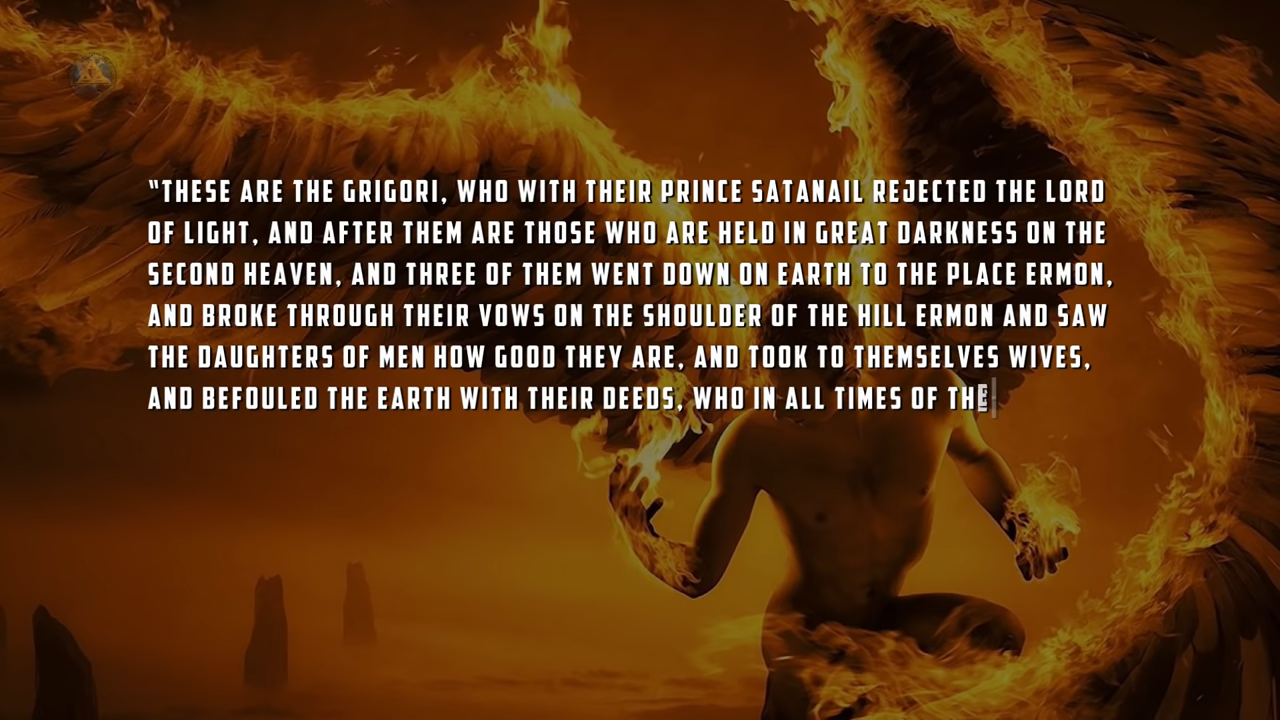 “THESE ARE THE GRIGORI, WHO WITH THEIR PRINCE SATANAIL REJECTED THE LORD
OF LIGHT, AND AFTER THEM ARE THOSE WHO ARE HELD IN GREAT DARKNESS ON THE
SECOND HEAVEN, AND THREE OF THEM WENT DOWN ON EARTH TO THE PLACE ERMON,
AND BROKE THROUGH THEIR VOWS ON THE SHOULDER OF THE HILL ERMON AND SAW
THE DAUGHTERS OF MEN HOW GOOD THEY ARE, AND TOOK TO THEMSELVES WIVES,
AND BEFOULED THE EARTH WITH THEIR DEEDS, WHO IN ALL TIMES OF THE